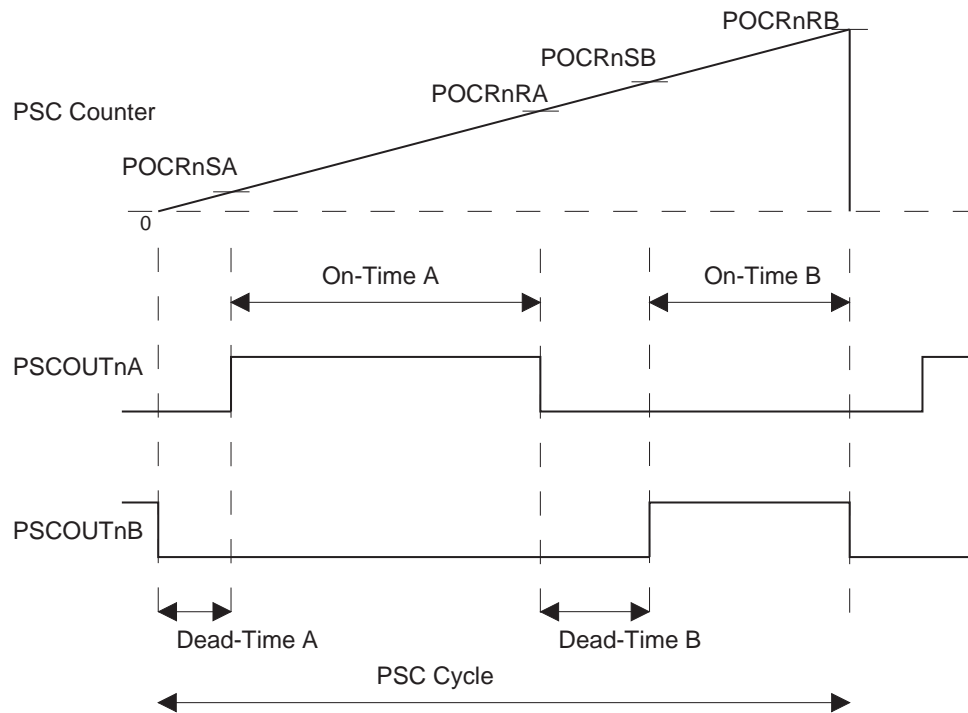 POCRnRB
POCRnSB
POCRnRA
PSC Counter
POCRnSA
0
On-Time A
On-Time B
PSCOUTnA
PSCOUTnB
Dead-Time A
Dead-Time B
PSC Cycle